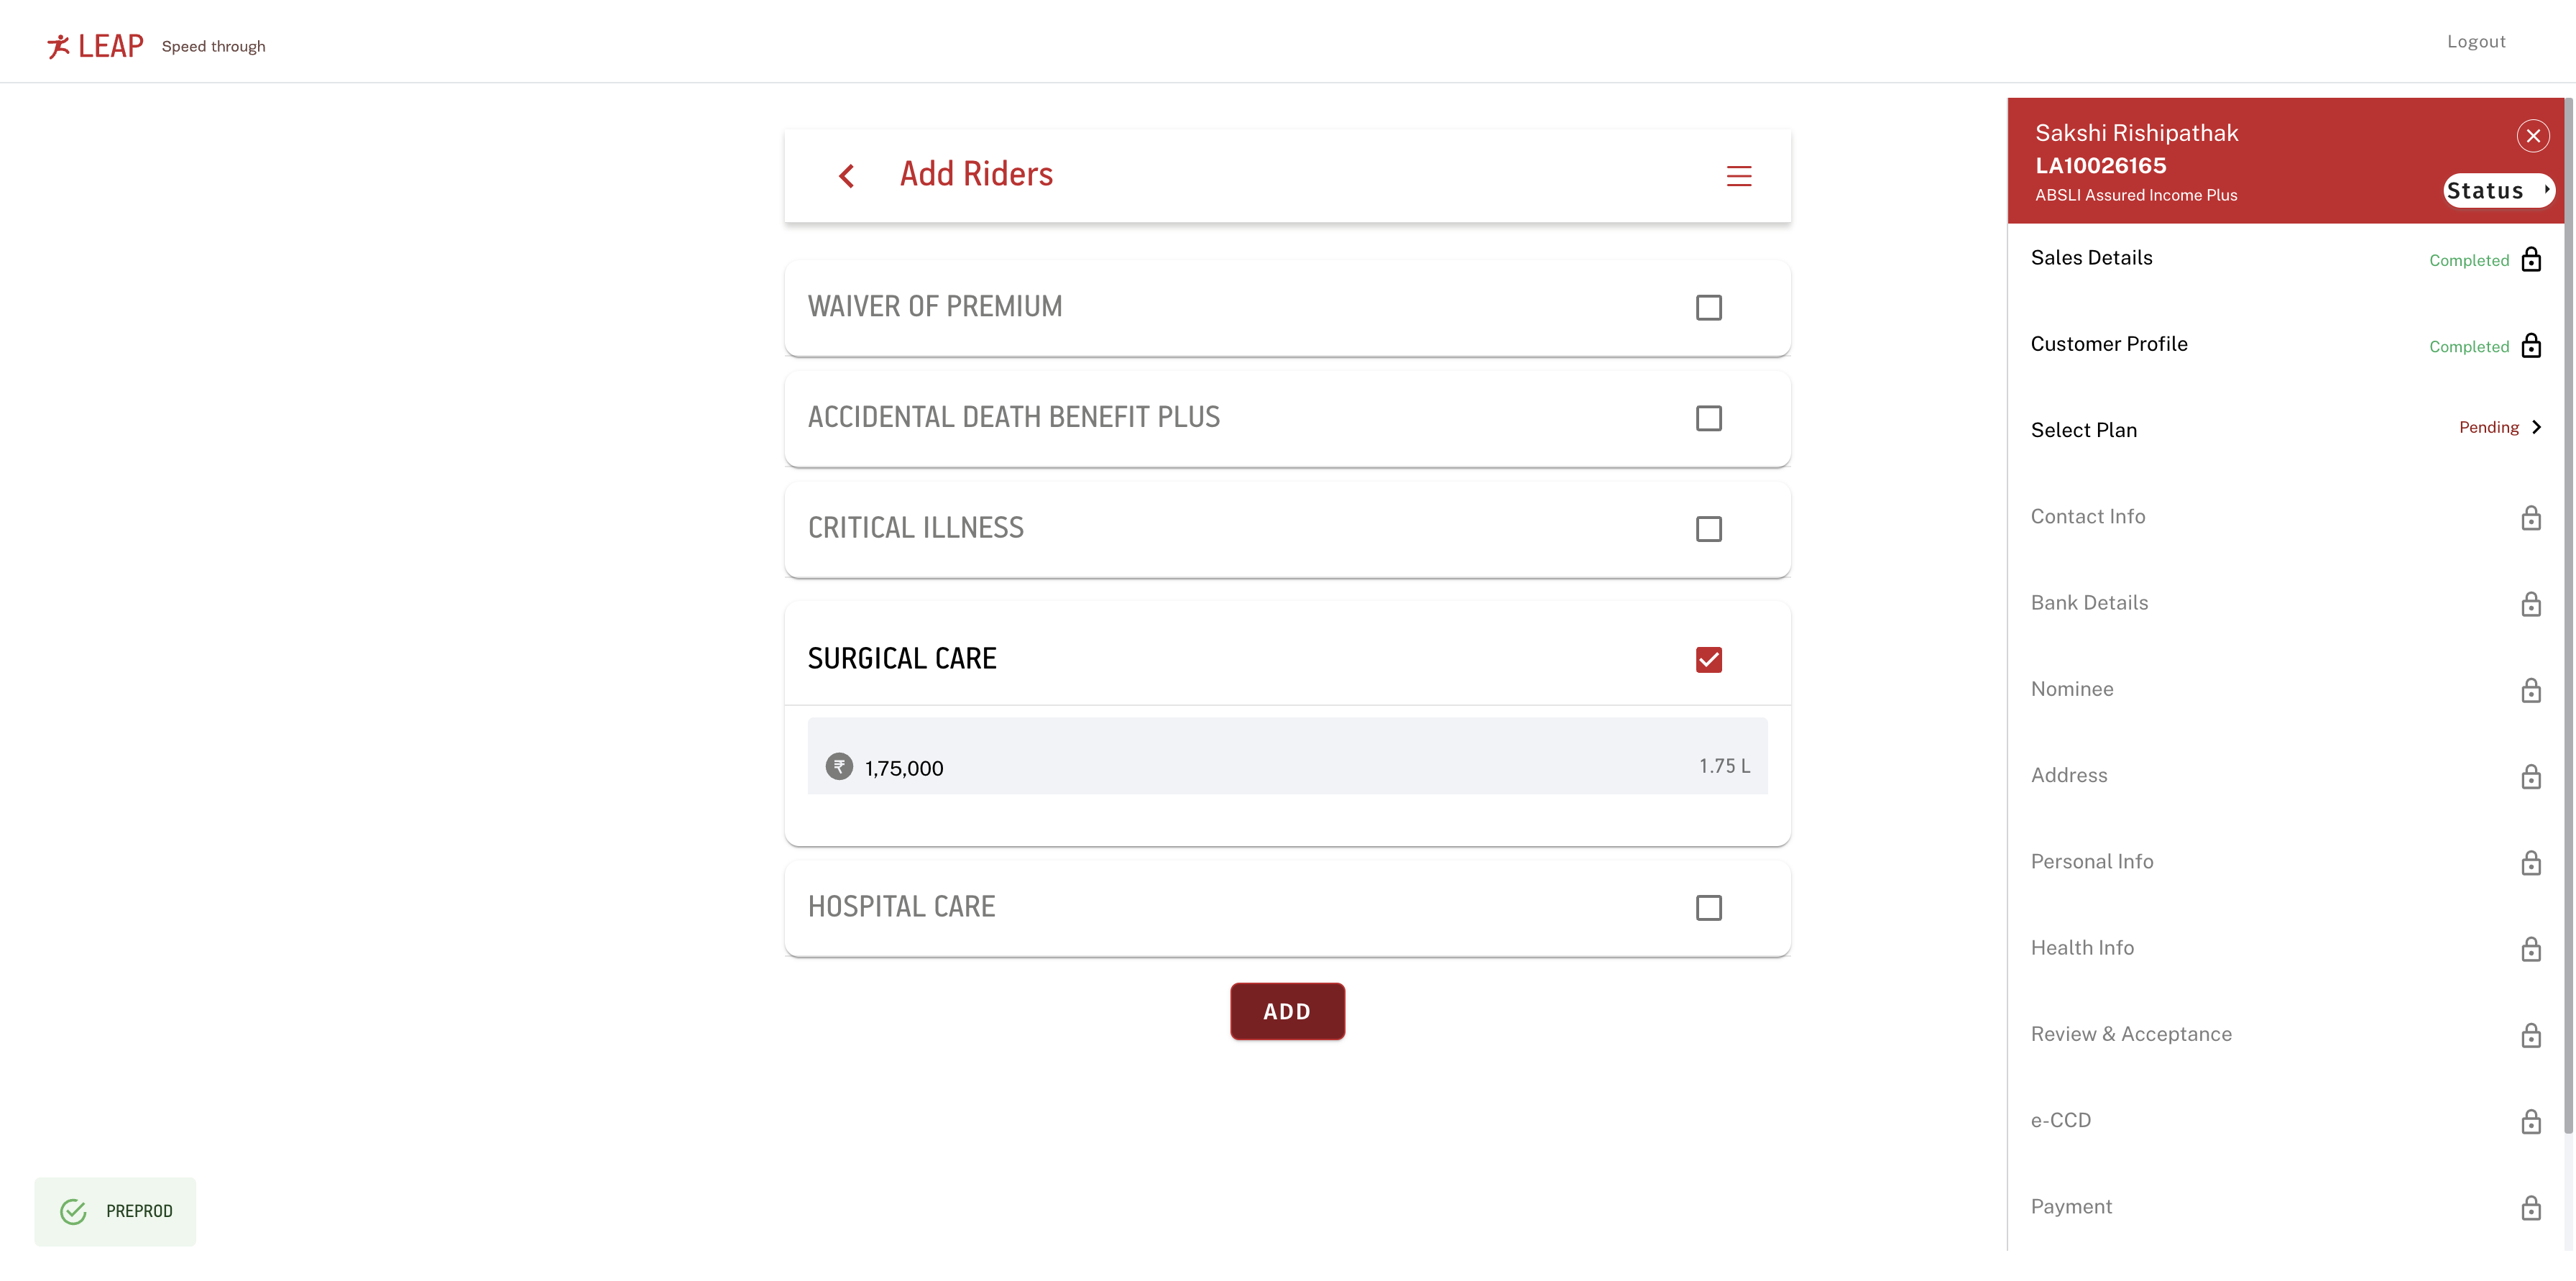 LEAP Speed through
Logout
Add Riders
WAIVER OF PREMIUM
ACCIDENTAL DEATH BENEFIT PLUS
CRITICAL ILLNESS
SURGICAL CARE
₹ 1,75,000 1.75 L
HOSPITAL CARE
ADD
PREPROD
Sakshi Rishipathak
LA10026165
ABSLI Assured Income Plus
Status
Sales Details Completed
Customer Profile Completed
Select Plan Pending
Contact Info
Bank Details
Nominee
Address
Personal Info
Health Info
Review & Acceptance
e-CCD
Payment